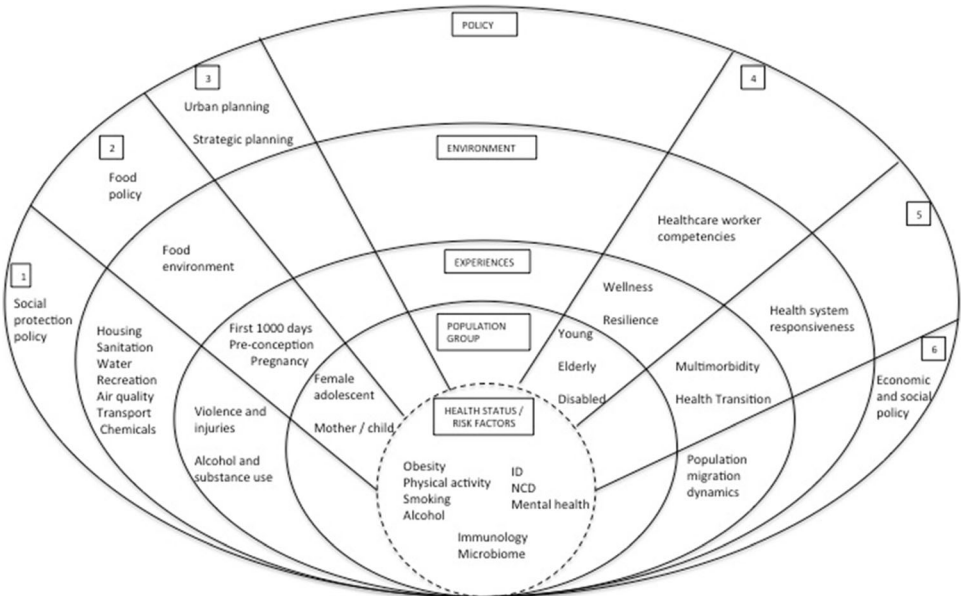 POLICY
3
4
Urban planning
Strategic planning
2
ENVIRONMENT
Food
policy
5
Healthcare worker
competencies
Food
environment
EXPERIENCES
1
Wellness
Social
protection
policy
Health system
responsiveness
Resilience
Housing
Sanitation
Water
Recreation
Air quality
Transport
Chemicals
First 1000 days
Pre-conception
Pregnancy
POPULATION
GROUP
Young
6
Elderly
Multimorbidity
Female
adolescent
Economic
and social
policy
Disabled
Health Transition
Violence and
injuries
HEALTH STATUS /
RISK FACTORS
Mother / child
Alcohol and
substance use
Population
migration
dynamics
Obesity
Physical activity
Smoking
Alcohol
ID
NCD
Mental health
Immunology
Microbiome